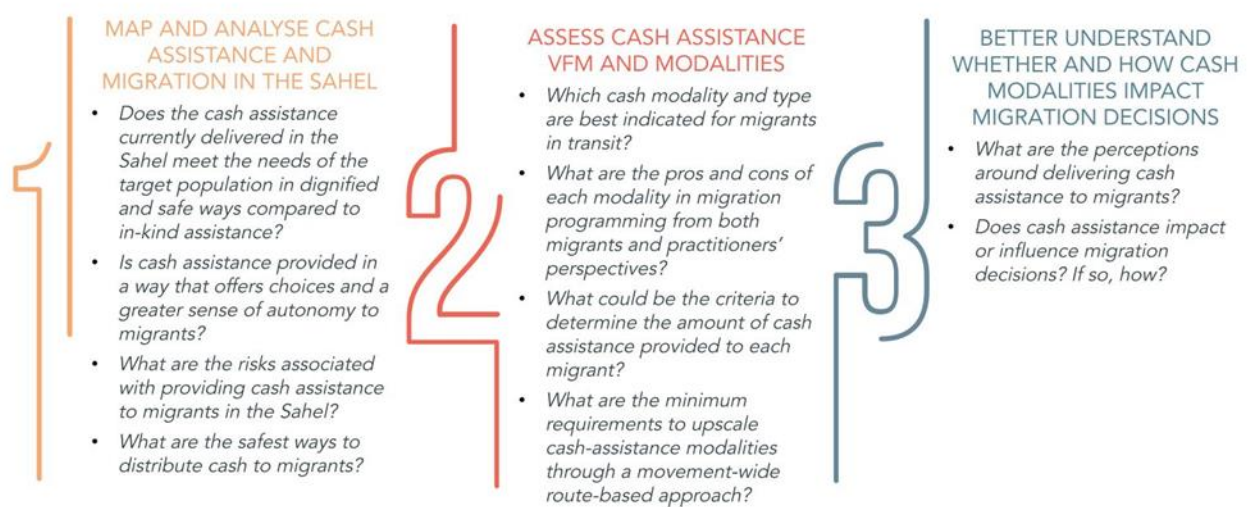 1
MAP AND ANALYSE CASH
ASSISTANCE AND
MIGRATION IN THE SAHEL
• Does the cash assistance
currently delivered in the
Sahel meet the needs of the
target population in dignified
and safe ways compared to
in-kind assistance?
• Is cash assistance provided in
a way that offers choices and a
greater sense of autonomy to
migrants?
• What are the risks associated
with providing cash assistance
to migrants in the Sahel?
• What are the safest ways to
distribute cash to migrants?
2
ASSESS CASH ASSISTANCE
VFM AND MODALITIES
• Which cash modality and type
are best indicated for migrants
in transit?
• What are the pros and cons of
each modality in migration
programming from both
migrants and practitioners’
perspectives?
• What could be the criteria to
determine the amount of cash
assistance provided to each
migrant?
• What are the minimum
requirements to upscale
cash-assistance modalities
through a movement-wide
route-based approach?
3
BETTER UNDERSTAND
WHETHER AND HOW CASH
MODALITIES IMPACT
MIGRATION DECISIONS
• What are the perceptions
around delivering cash
assistance to migrants?
• Does cash assistance impact
or influence migration
decisions? If so, how?